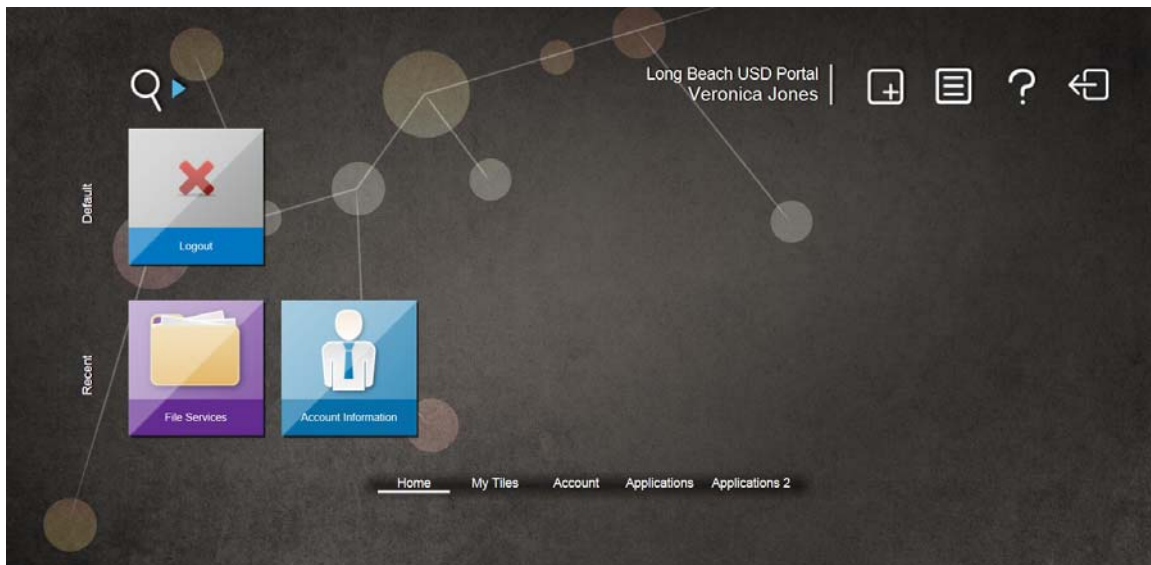 Long Beach USD Portal
Veronica Jones
Default
Logout
Recent
File Services
Account Information
Home My Tiles Account Applications Applications 2